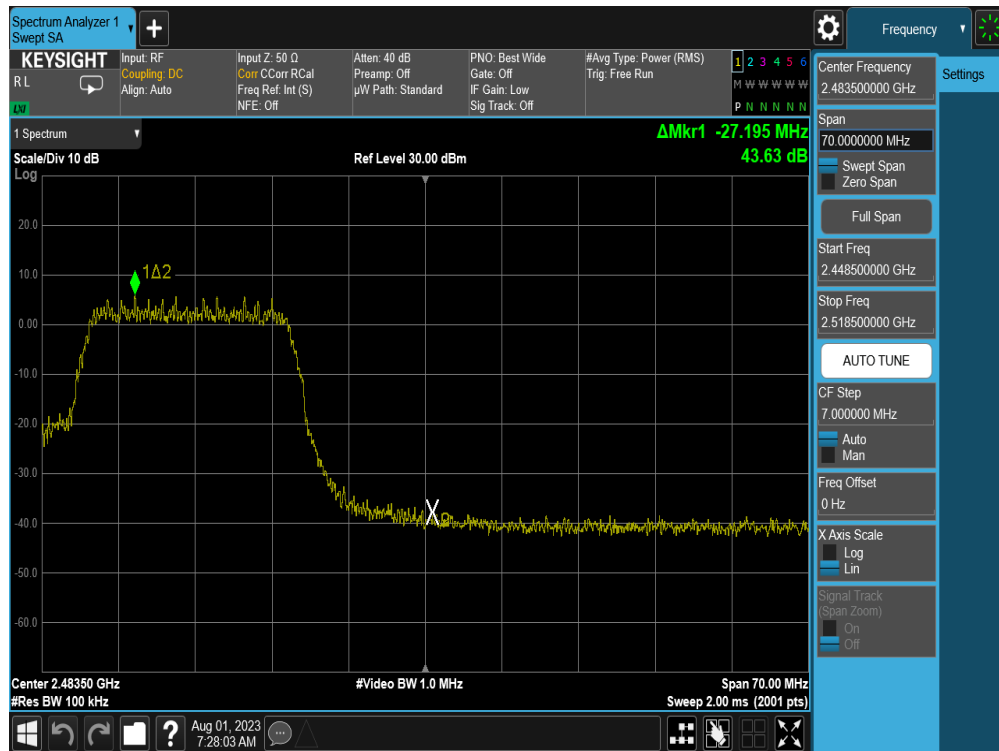 Spectrum Analyzer 1
Swept SA
Frequency
KEYSIGHT
R L
LXI
Input: RF
Coupling: DC
Align: Auto
Input Z: 50 Ω
Corr CCorr RCal
Freq Ref: Int (S)
NFE: Off
Atten: 40 dB
Preamp: Off
µW Path: Standard
PNO: Best Wide
Gate: Off
IF Gain: Low
Sig Track: Off
#Avg Type: Power (RMS)
Trig: Free Run
1 2 3 4 5 6
M W W W W W
P N N N N N
Center Frequency
2.483500000 GHz
Settings
Span
70.0000000 MHz
Swept Span
Zero Span
Full Span
Start Freq
2.448500000 GHz
Stop Freq
2.518500000 GHz
AUTO TUNE
CF Step
7.000000 MHz
Auto
Man
Freq Offset
0 Hz
X Axis Scale
Log
Lin
Signal Track
(Span Zoom)
On
Off
1 Spectrum
ΔMkr1 -27.195 MHz
43.63 dB
Scale/Div 10 dB
Ref Level 30.00 dBm
Log
20.0
10.0
0.00
-10.0
-20.0
-30.0
-40.0
-50.0
-60.0
1Δ2
Center 2.48350 GHz
#Video BW 1.0 MHz
Span 70.00 MHz
#Res BW 100 kHz
Sweep 2.00 ms (2001 pts)
Aug 01, 2023
7:28:03 AM